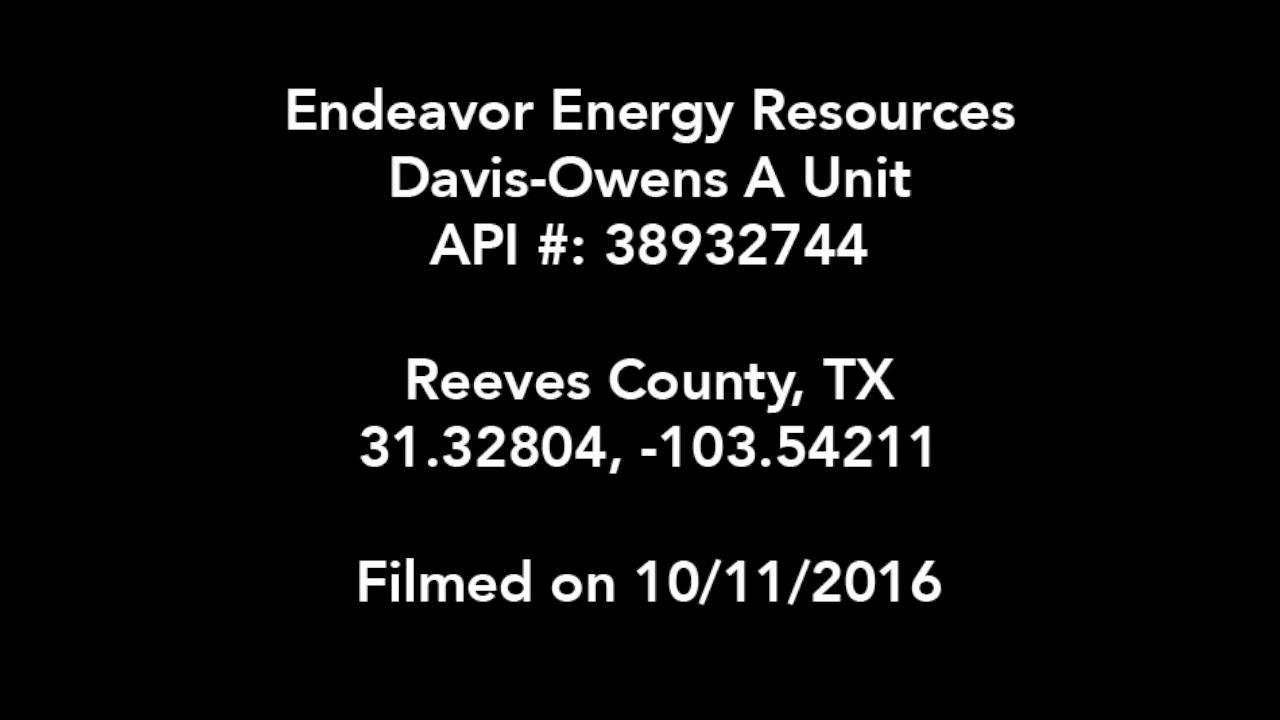 Endeavor Energy Resources
Davis-Owens A Unit
API #: 38932744
Reeves County, TX
31.32804, -103.54211
Filmed on 10/11/2016